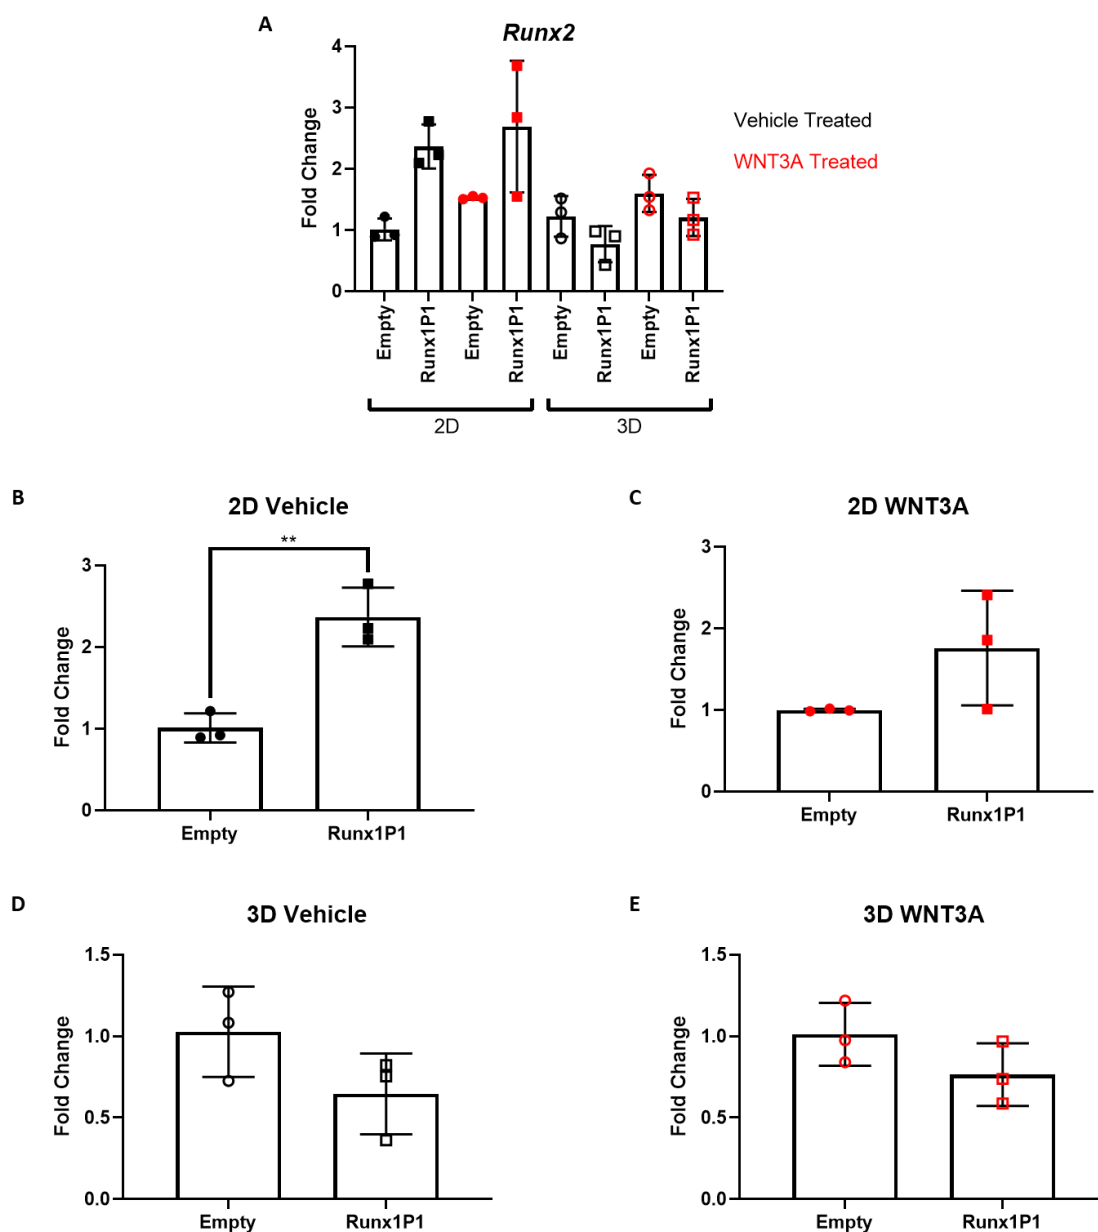 A
Runx2
Fold Change
4
3
2
1
0
Vehicle Treated
WNT3A Treated
Empty
Runx1P1
Empty
Runx1P1
Empty
Runx1P1
Empty
Runx1P1
2D
3D
B
2D Vehicle
**
Fold Change
3
2
1
0
Empty
Runx1P1
C
2D WNT3A
Fold Change
3
2
1
0
Empty
Runx1P1
D
3D Vehicle
Fold Change
1.5
1.0
0.5
0.0
Empty
Runx1P1
E
3D WNT3A
Fold Change
1.5
1.0
0.5
0.0
Empty
Runx1P1